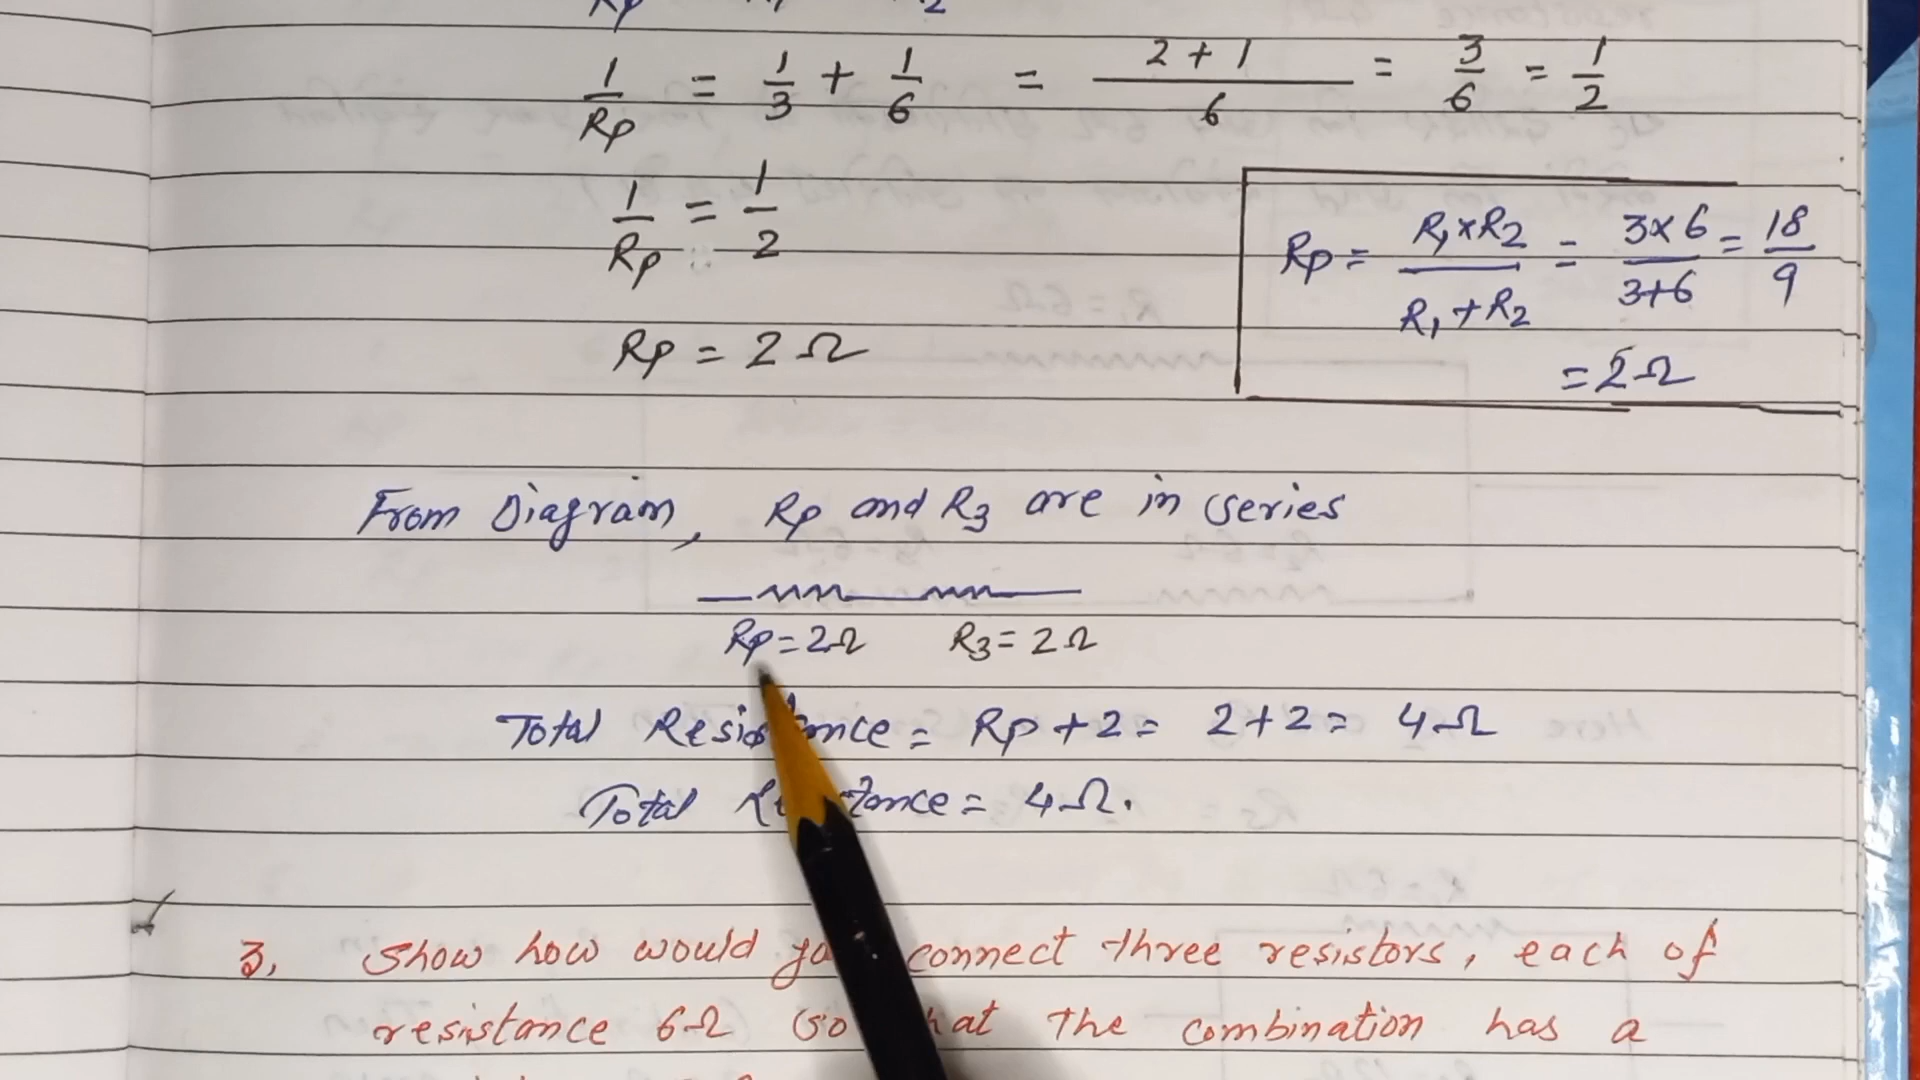 1/Rp = 1/3 + 1/6 = 2+1/6 = 3/6 = 1/2
1/Rp = 1/2
Rp = 2Ω
Rp = R1×R2/R1+R2 = 3×6/3+6 = 18/9
= 2Ω
From Diagram, Rp and R3 are in series
Rp=2Ω R3=2Ω
Total Resistance = Rp+2= 2+2= 4Ω
Total = 4Ω.
3, Show how would connect three resistors, each of
resistance 6Ω so the combination has a